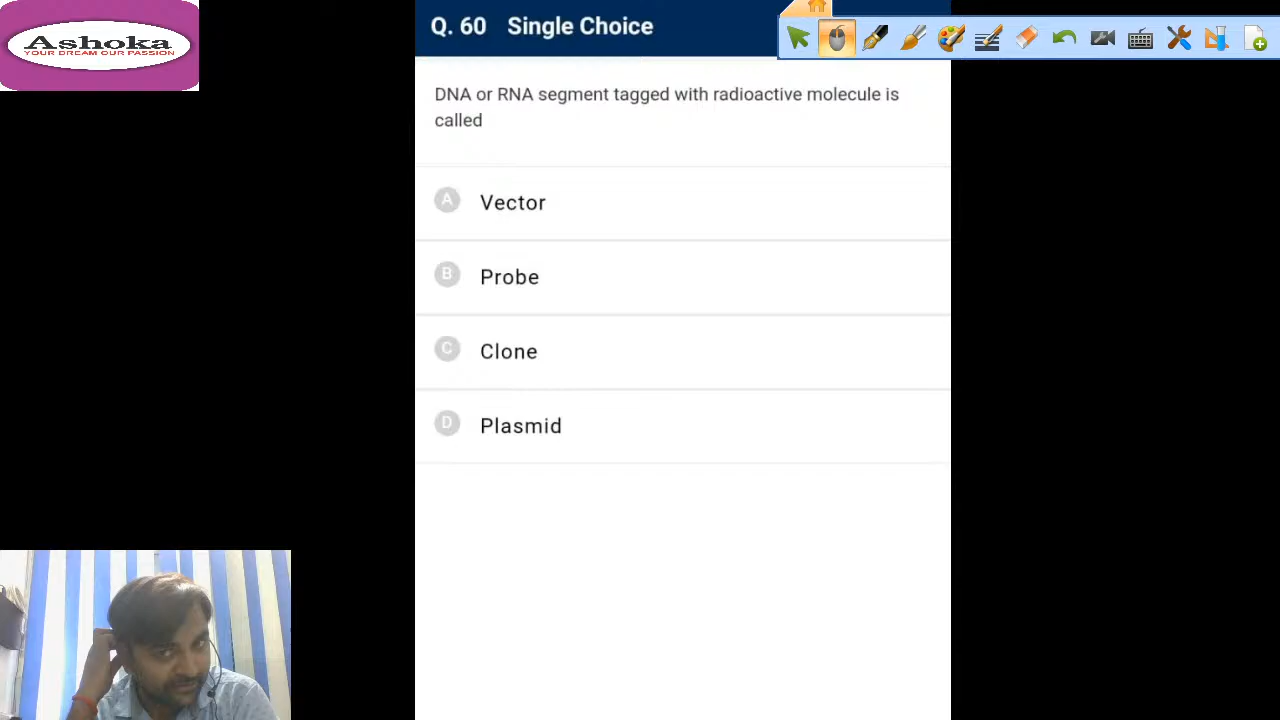 Ashoka
YOUR DREAM OUR PASSION
Q. 60 Single Choice
DNA or RNA segment tagged with radioactive molecule is
called
A Vector
B Probe
C Clone
D Plasmid